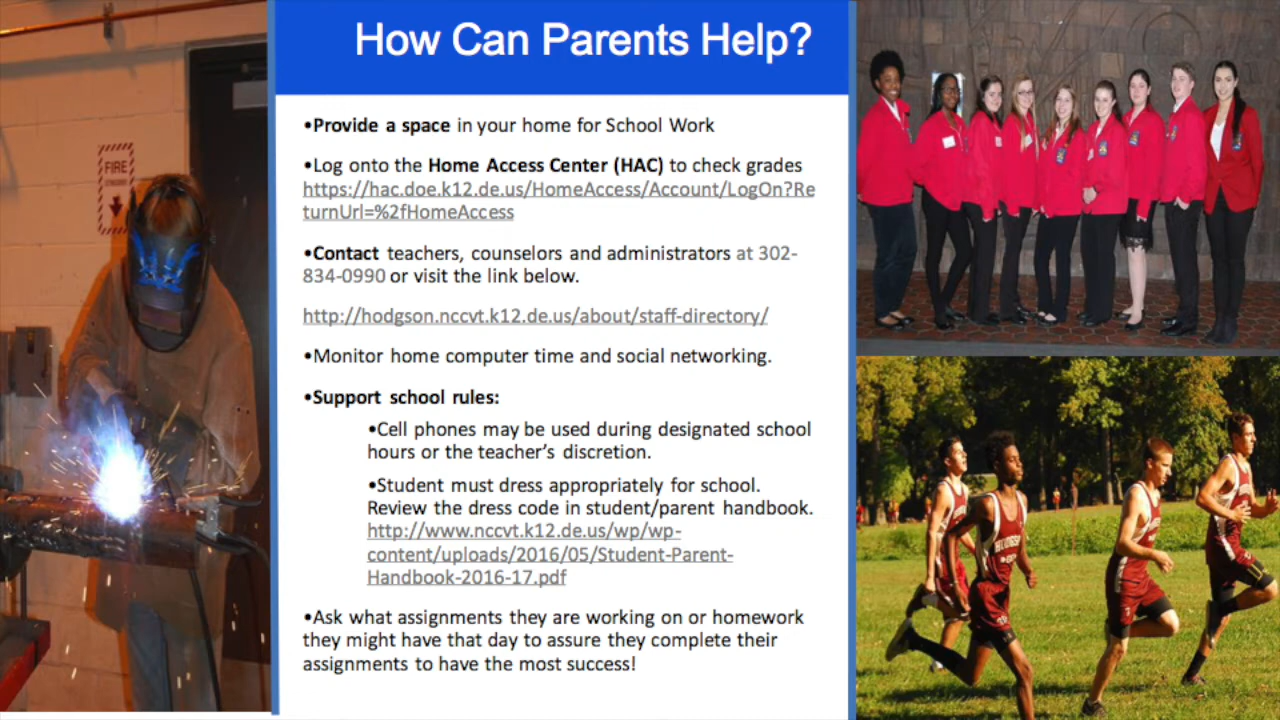 How Can Parents Help?
•Provide a space in your home for School Work
•Log onto the Home Access Center (HAC) to check grades
https://hac.doe.k12.de.us/HomeAccess/Account/LogOn?Re
turnUrl=%2fHomeAccess
•Contact teachers, counselors and administrators at 302-
834-0990 or visit the link below.
http://hodgson.nccvt.k12.de.us/about/staff-directory/
•Monitor home computer time and social networking.
•Support school rules:
•Cell phones may be used during designated school
hours or the teacher’s discretion.
•Student must dress appropriately for school.
Review the dress code in student/parent handbook.
http://www.nccvt.k12.de.us/wp/wp-
content/uploads/2016/05/Student-Parent-
Handbook-2016-17.pdf
•Ask what assignments they are working on or homework
they might have that day to assure they complete their
assignments to have the most success!
FIRE